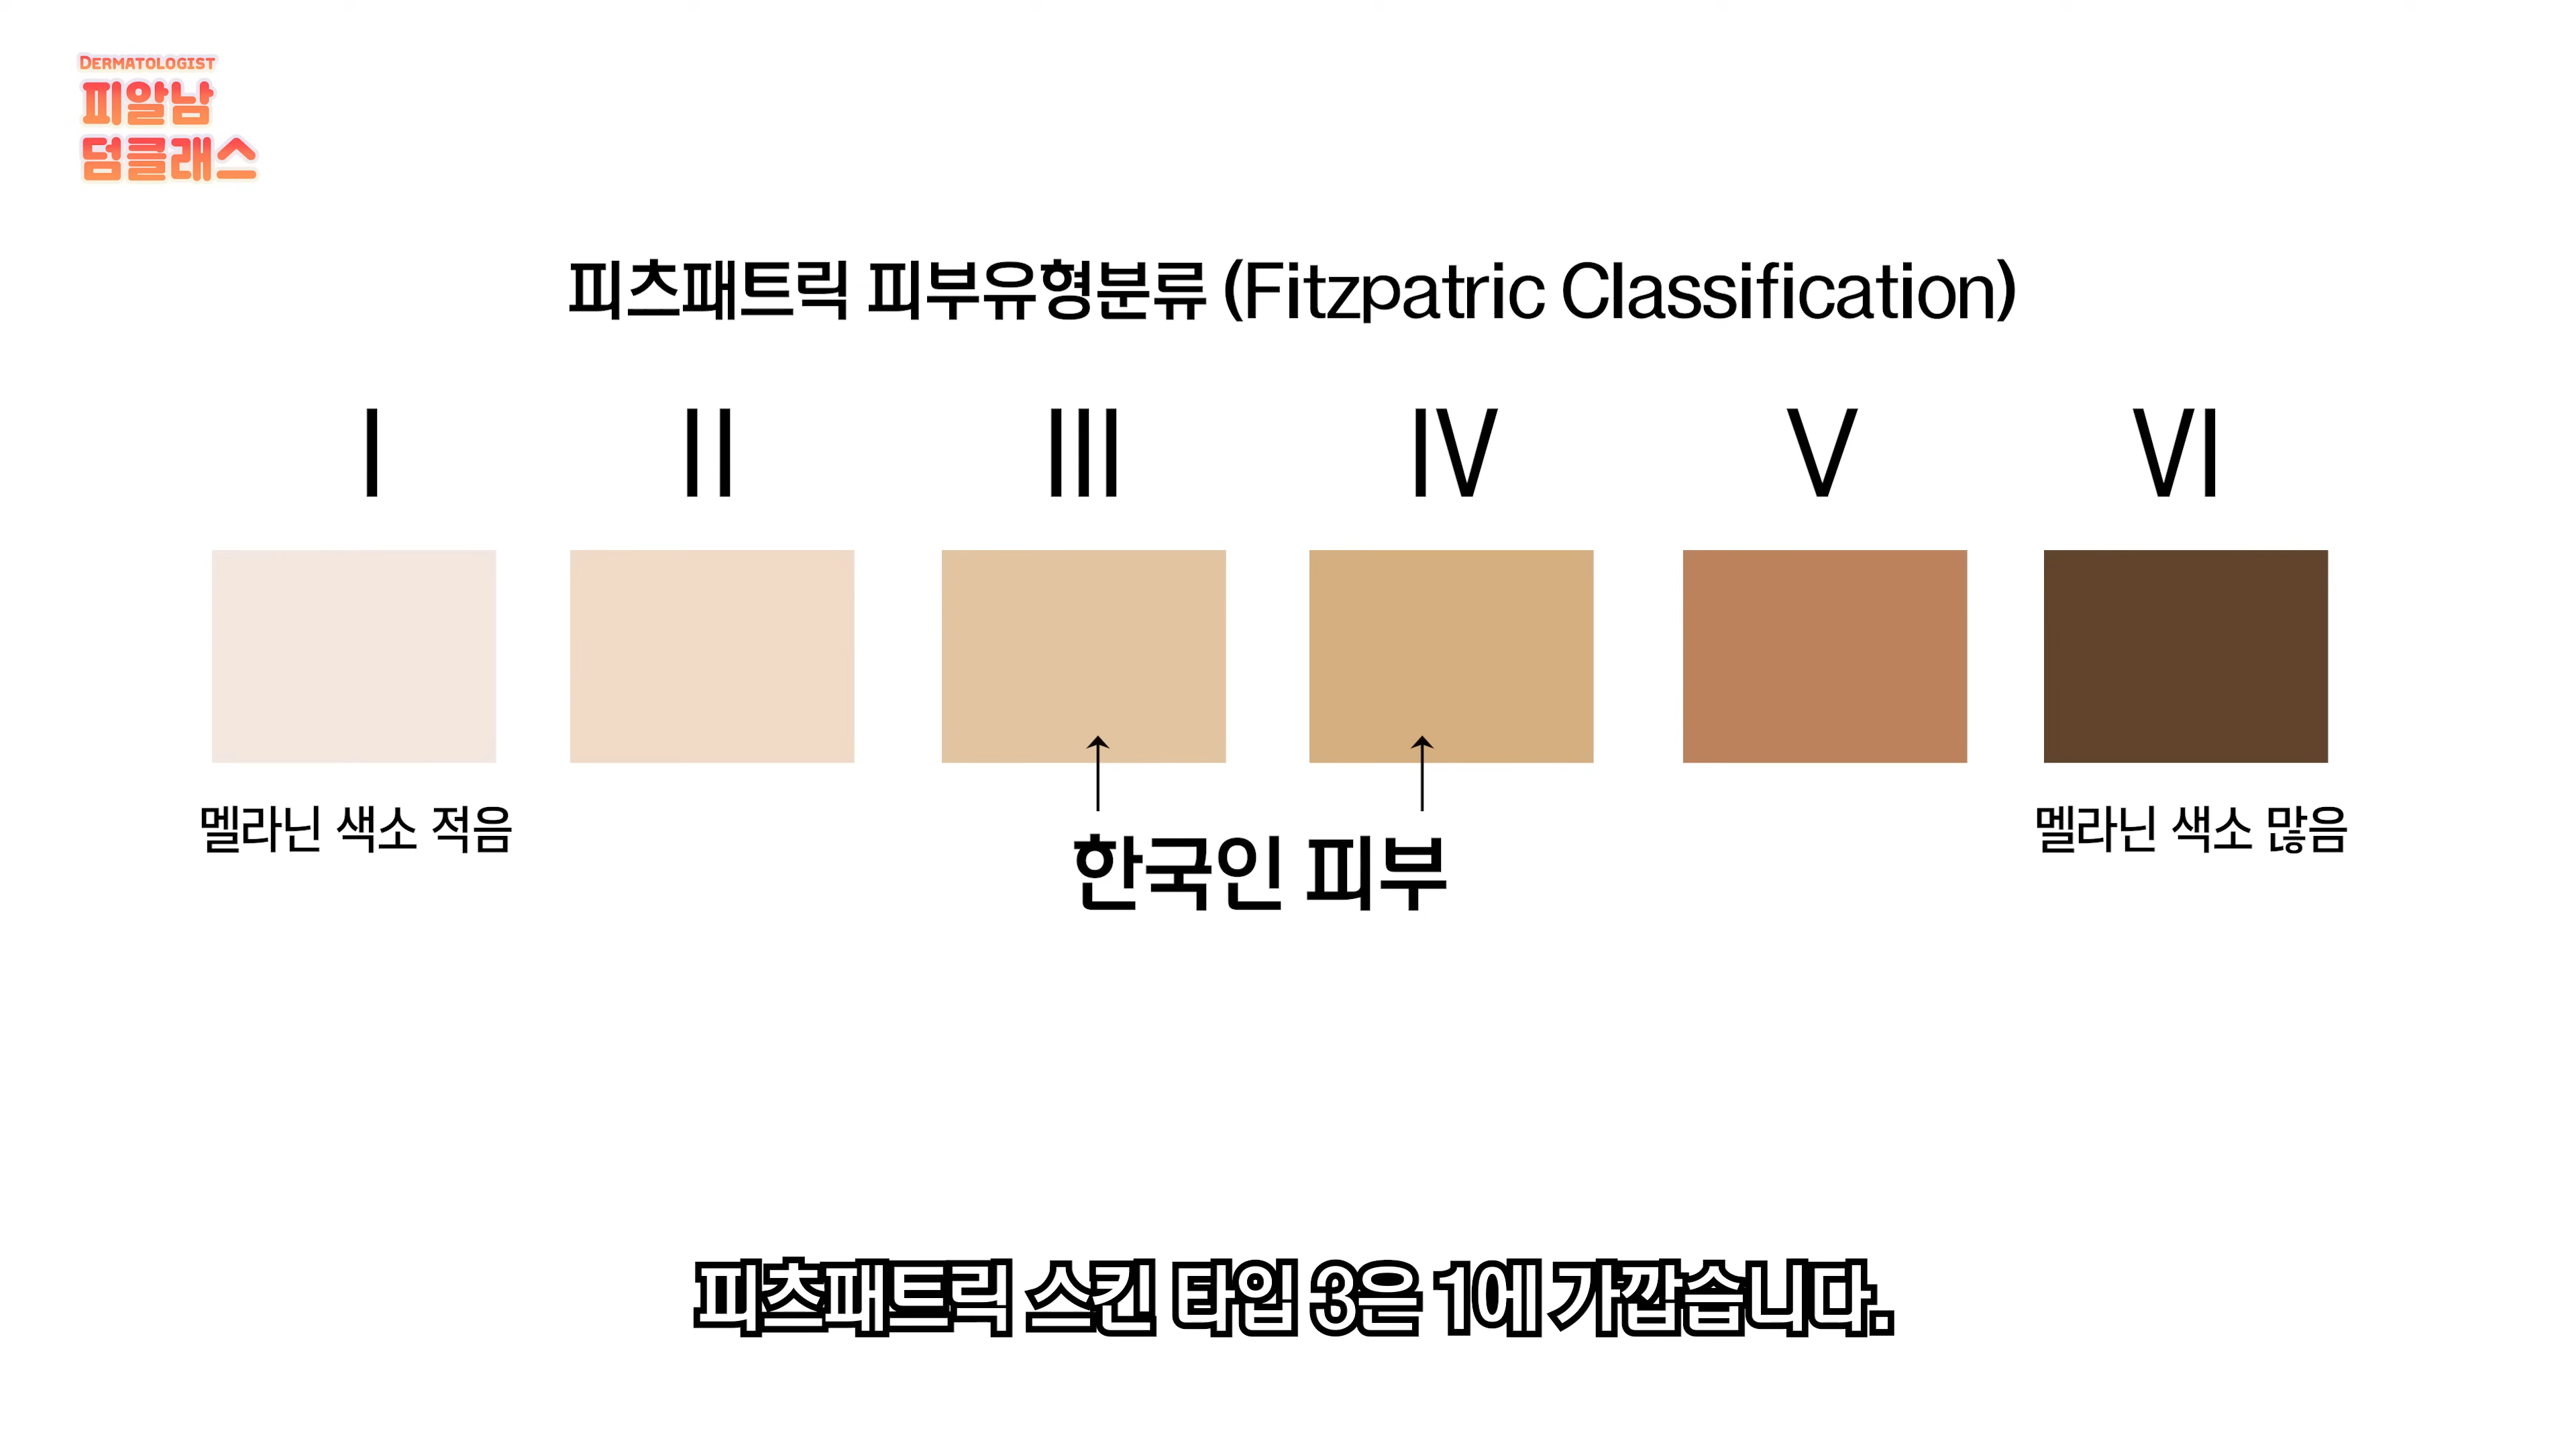 DERMATOLOGIST
피알남
덤클래스
피츠패트릭 피부유형분류 (Fitzpatric Classification)
I II III IV V VI
멜라닌 색소 적음
한국인 피부
멜라닌 색소 많음
피츠패트릭 스킨 타입 3은 1에 가깝습니다.